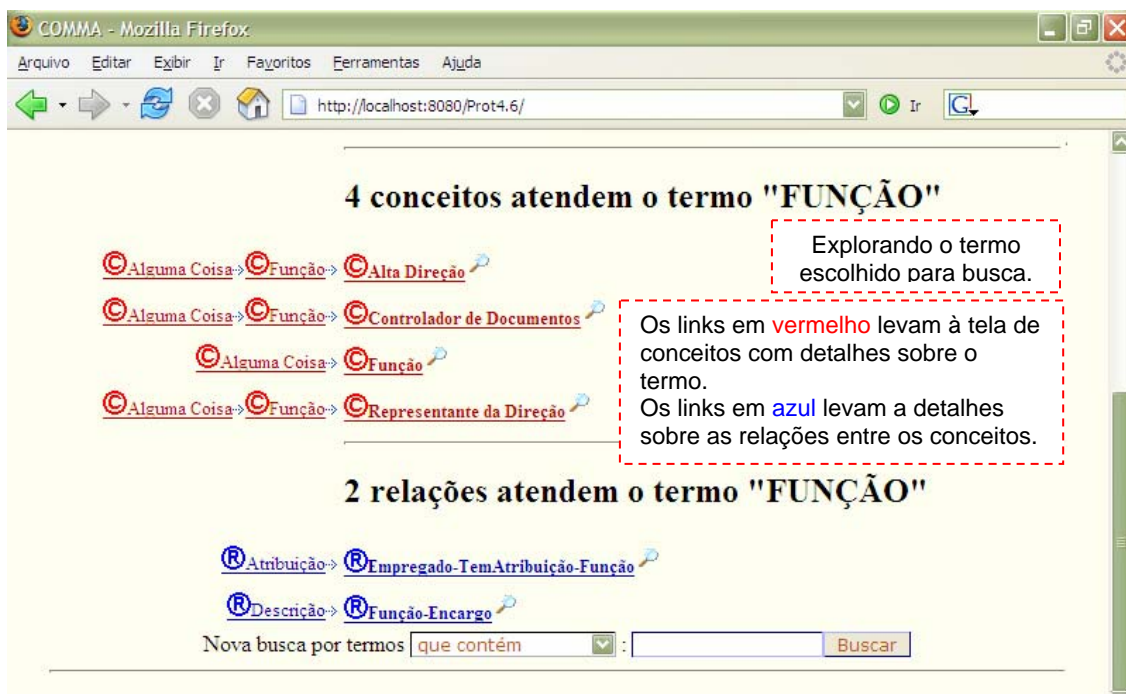 COMMA - Mozilla Firefox
Arquivo Editar Exibir Ir Favoritos Ferramentas Ajuda
http://localhost:8080/Prot4.6/ Ir G
4 conceitos atendem o termo "FUNÇÃO"
Explorando o termo
escolhido para busca.
©Alguma Coisa ©Função ©Alta Direção
©Alguma Coisa ©Função ©Controlador de Documentos
©Alguma Coisa ©Função
©Alguma Coisa ©Função ©Representante da Direção
Os links em vermelho levam à tela de
conceitos com detalhes sobre o
termo.
Os links em azul levam a detalhes
sobre as relações entre os conceitos.
2 relações atendem o termo "FUNÇÃO"
®Atribuição ®Empregado-TemAtribuição-Função
®Descrição ®Função-Encargo
Nova busca por termos que contém : Buscar